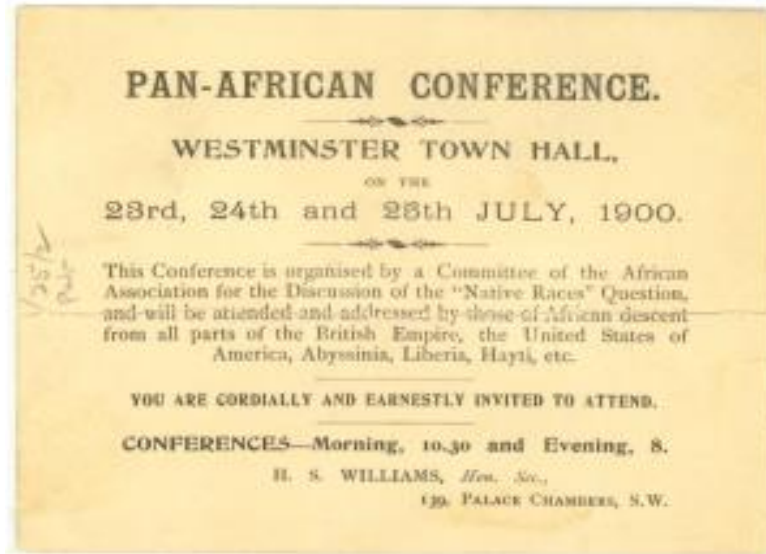 PAN-AFRICAN CONFERENCE.
WESTMINSTER TOWN HALL,
ON THE
23rd, 24th and 25th JULY, 1900.
This Conference is organised by a Committee of the African
Association for the Discussion of the "Native Races" Question,
and will be attended and addressed by those of African descent
from all parts of the British Empire, the United States of
America, Abyssinia, Liberia, Hayti, etc.
YOU ARE CORDIALLY AND EARNESTLY INVITED TO ATTEND.
CONFERENCES—Morning, 10.30 and Evening, 8.
H. S. WILLIAMS, Hon. Sec.,
139, PALACE CHAMBERS, S.W.